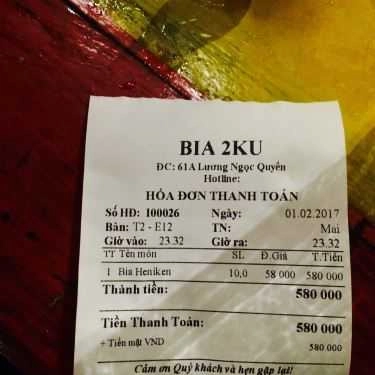 BIA 2KU
ĐC: 61A Lương Ngọc Quyến
Hotline:
HÓA ĐƠN THANH TOÁN
Số HĐ: 100026 Ngày: 01.02.2017
Bàn: T2 - E12 TN: Mai
Giờ vào: 23.32 Giờ ra: 23.32
TT Tên món SL Đ.Giá T.Tiền
1 Bia Heniken 10,0 58 000 580 000
Thành tiền: 580 000
Tiền Thanh Toán: 580 000
+ Tiền mặt VND 580 000
Cảm ơn Quý khách và hẹn gặp lại!